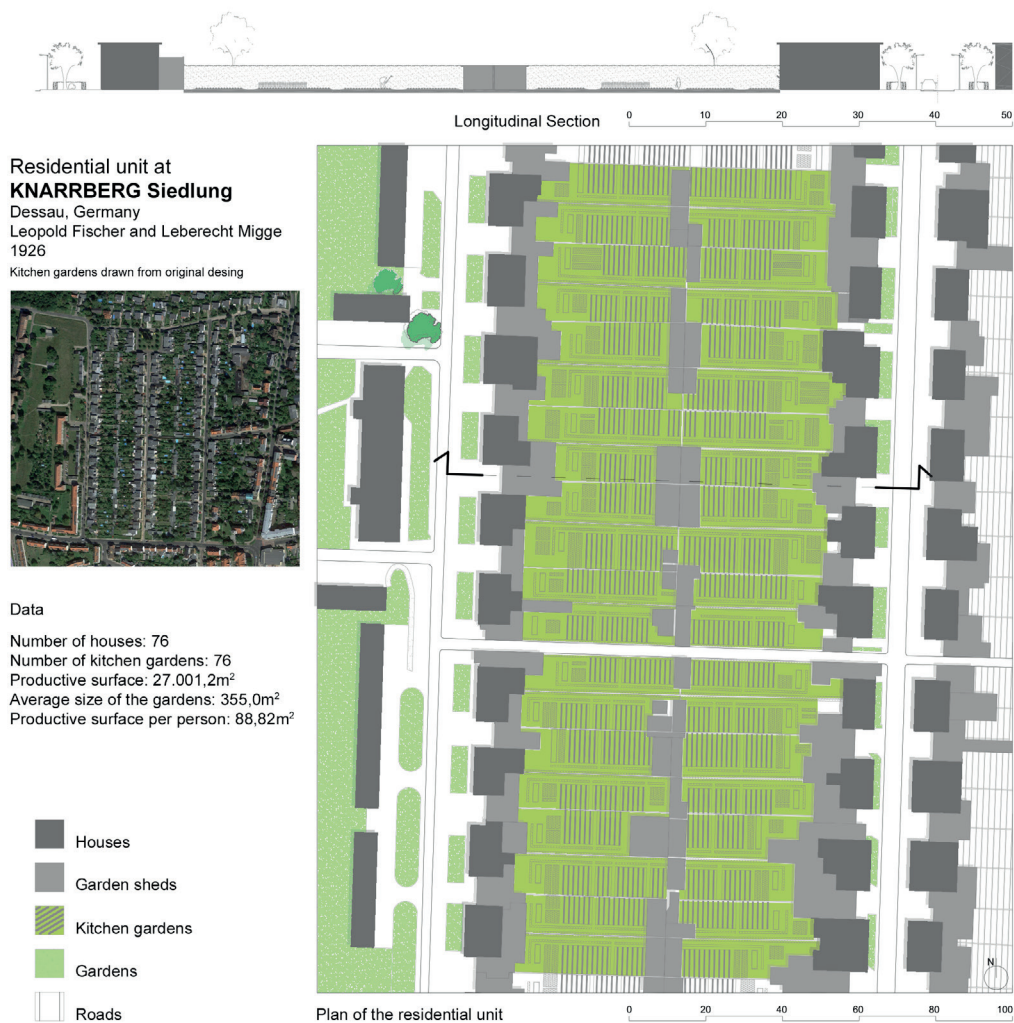 Longitudinal Section
0 10 20 30 40 50
Residential unit at
KNARRBERG Siedlung
Dessau, Germany
Leopold Fischer and Leberecht Migge
1926
Kitchen gardens drawn from original desing
Data
Number of houses: 76
Number of kitchen gardens: 76
Productive surface: 27.001,2m²
Average size of the gardens: 355,0m²
Productive surface per person: 88,82m²
Houses
Garden sheds
Kitchen gardens
Gardens
Roads
N
Plan of the residential unit
0 20 40 60 80 100